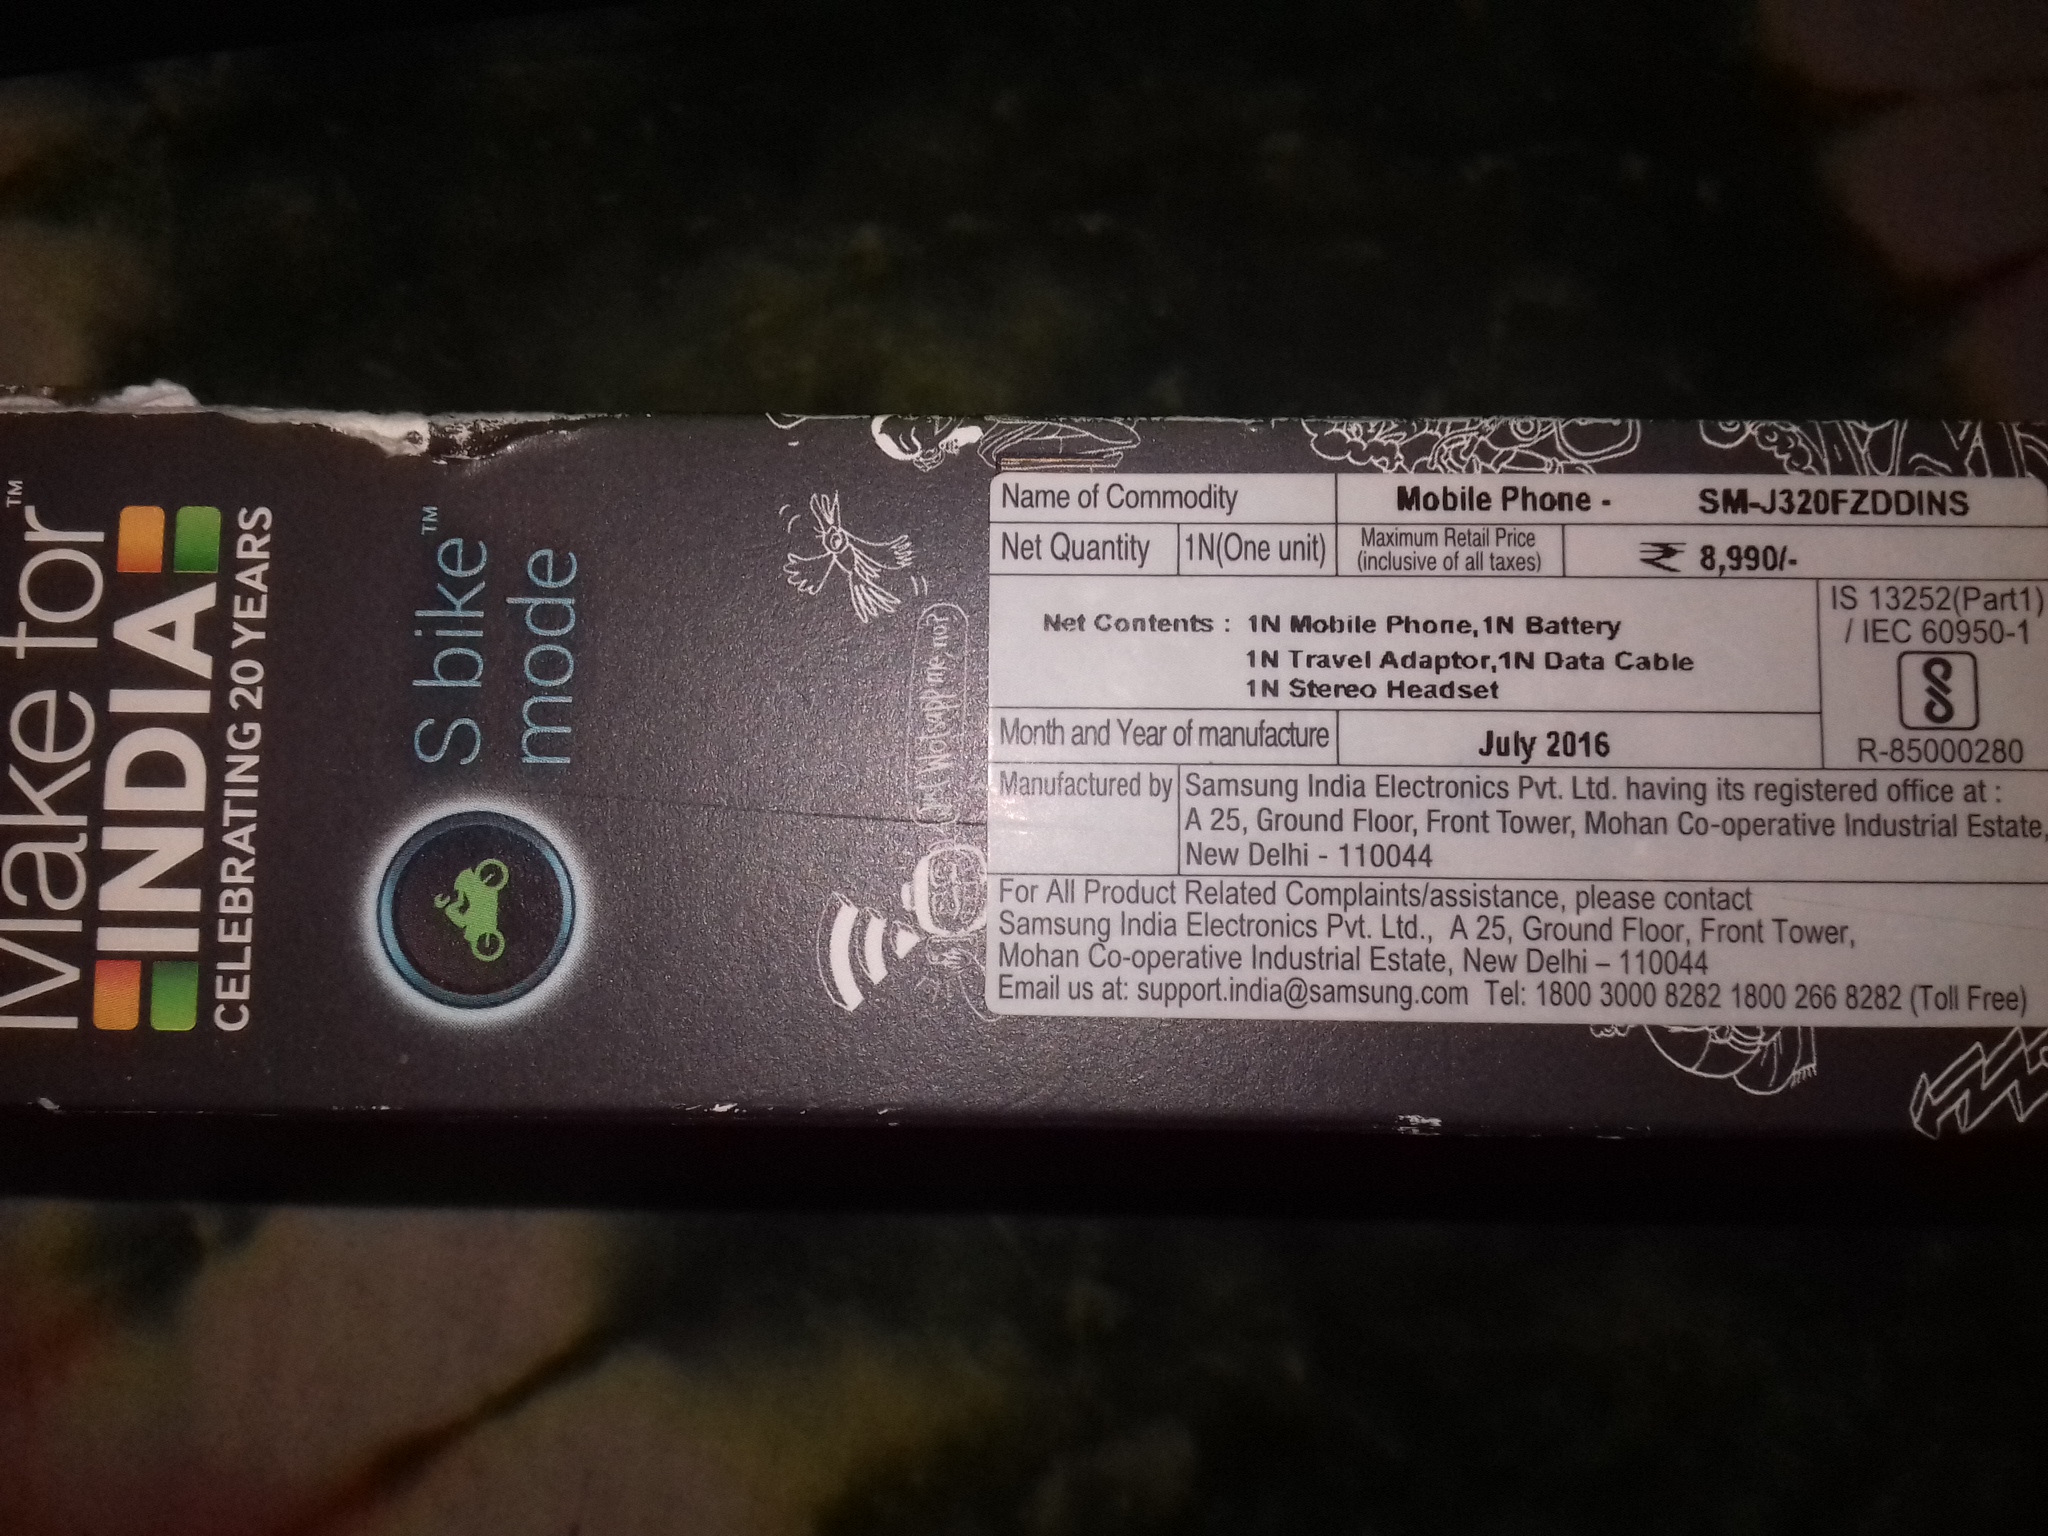 Make for™
INDIA
CELEBRATING 20 YEARS
S bike™
mode
Name of Commodity Mobile Phone - SM-J320FZDDINS
Net Quantity 1N(One unit) Maximum Retail Price (inclusive of all taxes) ₹ 8,990/-
Net Contents : 1N Mobile Phone,1N Battery
1N Travel Adaptor,1N Data Cable
1N Stereo Headset
IS 13252(Part1)
/ IEC 60950-1
R-85000280
Month and Year of manufacture July 2016
Manufactured by Samsung India Electronics Pvt. Ltd. having its registered office at :
A 25, Ground Floor, Front Tower, Mohan Co-operative Industrial Estate,
New Delhi - 110044
For All Product Related Complaints/assistance, please contact
Samsung India Electronics Pvt. Ltd., A 25, Ground Floor, Front Tower,
Mohan Co-operative Industrial Estate, New Delhi – 110044
Email us at: support.india@samsung.com Tel: 1800 3000 8282 1800 266 8282 (Toll Free)